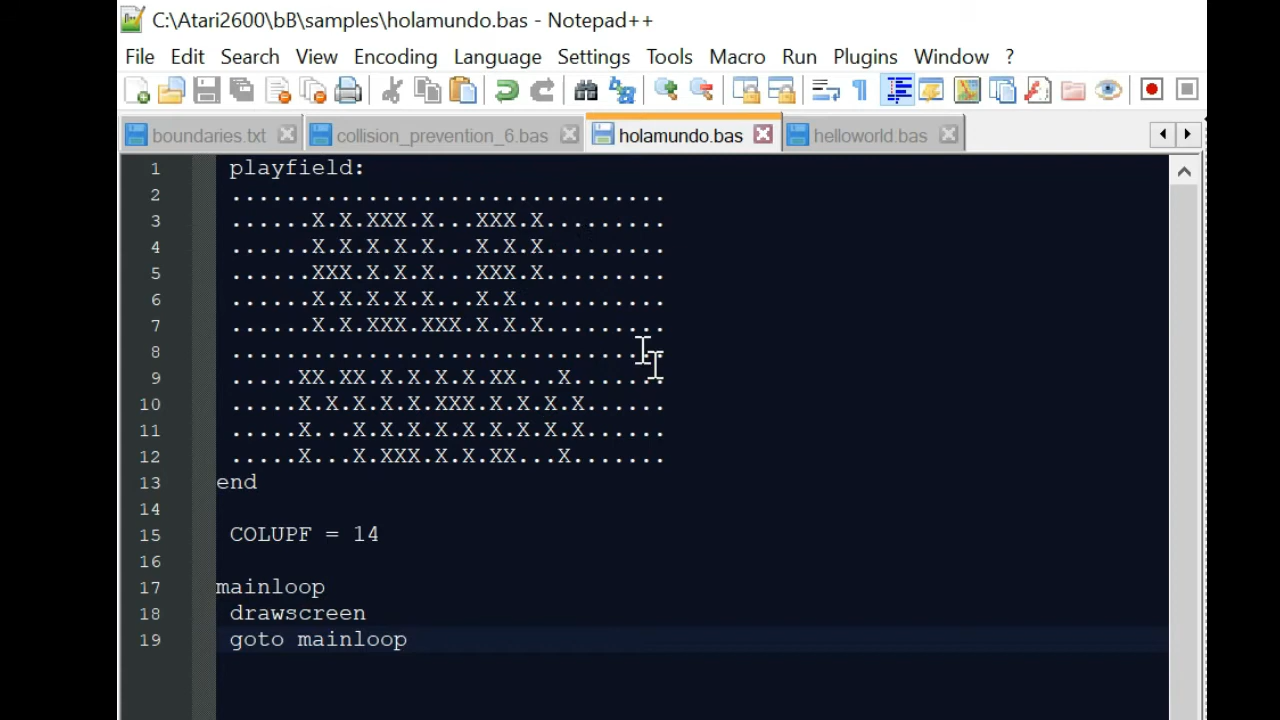 C:\Atari2600\bB\samples\holamundo.bas - Notepad++
File Edit Search View Encoding Language Settings Tools Macro Run Plugins Window ?
boundaries.txt collision_prevention_6.bas holamundo.bas helloworld.bas
1 playfield:
2 ................................
3 ......X.X.XXX.X...XXX.X.........
4 ......X.X.X.X.X...X.X.X.........
5 ......XXX.X.X.X...XXX.X.........
6 ......X.X.X.X.X...X.X...........
7 ......X.X.XXX.XXX.X.X.X.........
8 ................................
9 .....XX.XX.X.X.X.X.XX...X.......
10 .....X.X.X.X.X.XXX.X.X.X.X......
11 .....X...X.X.X.X.X.X.X.X.X......
12 .....X...X.XXX.X.X.XX...X.......
13 end
14
15 COLUPF = 14
16
17 mainloop
18 drawscreen
19 goto mainloop